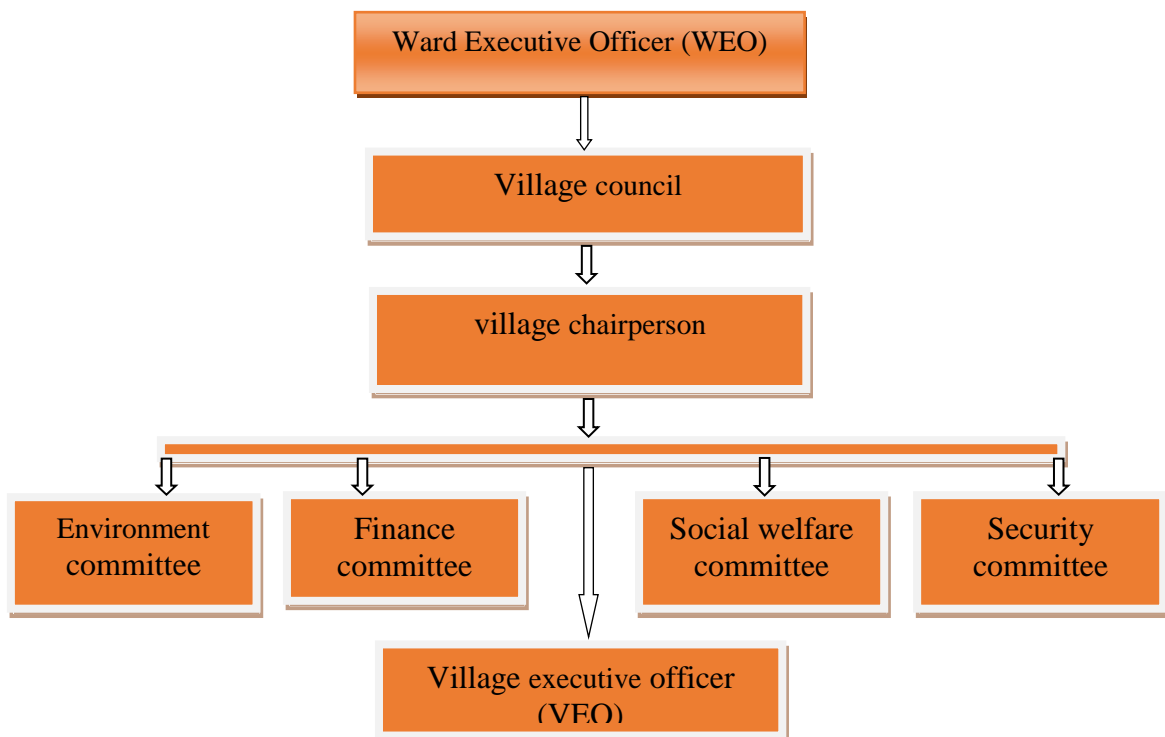 Ward Executive Officer (WEO)
Village council
village chairperson
Environment
committee
Finance
committee
Social welfare
committee
Security
committee
Village executive officer
(VEO)